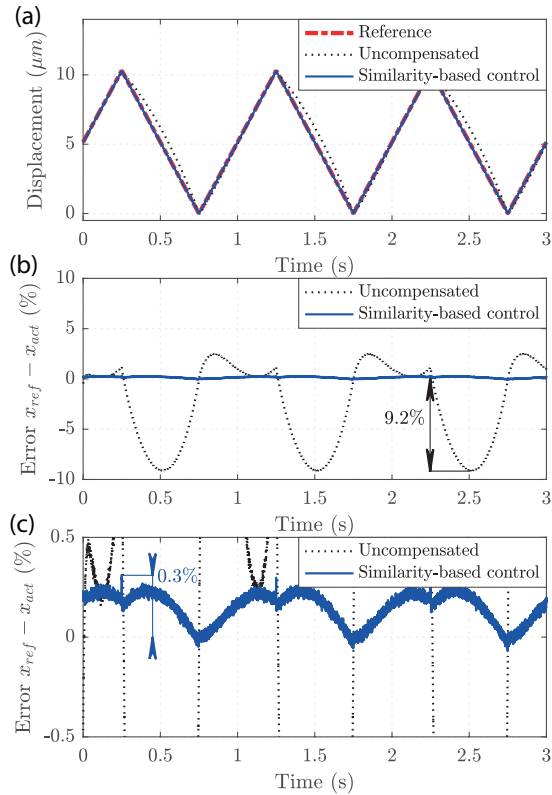 (a)
Reference
Uncompensated
Similarity-based control
Displacement (μm)
10
5
0
0 0.5 1 1.5 2 2.5 3
Time (s)
(b)
Uncompensated
Similarity-based control
Error x_ref − x_act (%)
10
5
0
-5
-10
9.2%
0 0.5 1 1.5 2 2.5 3
Time (s)
(c)
Uncompensated
Similarity-based control
Error x_ref − x_act (%)
0.5
0
-0.5
0.3%
0 0.5 1 1.5 2 2.5 3
Time (s)